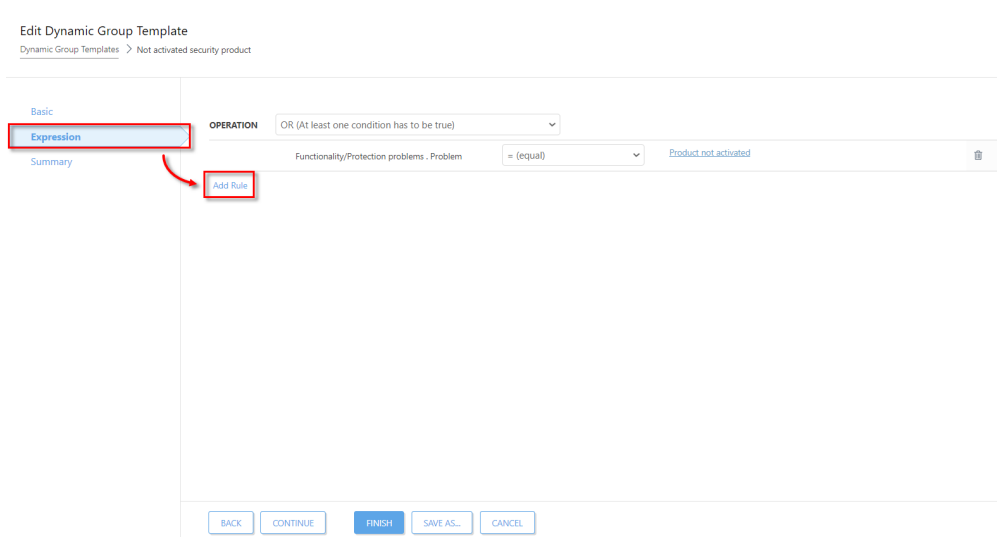 Edit Dynamic Group Template
Dynamic Group Templates > Not activated security product
Basic
Expression
Summary
OPERATION OR (At least one condition has to be true)
Functionality/Protection problems . Problem = (equal) Product not activated
Add Rule
BACK CONTINUE FINISH SAVE AS... CANCEL